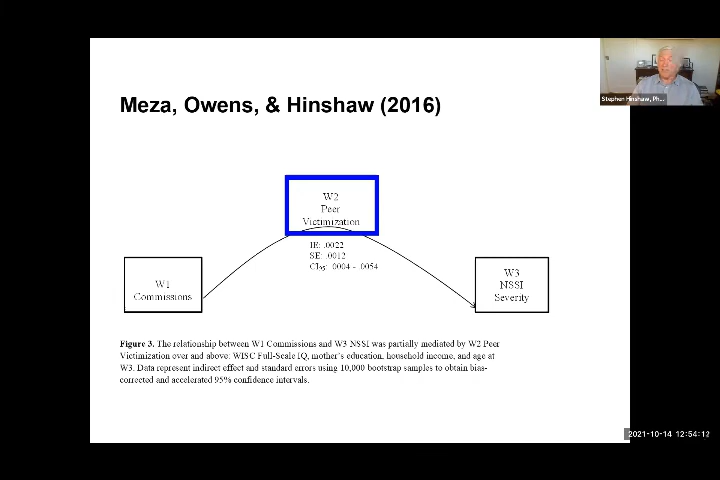 Meza, Owens, & Hinshaw (2016)
Stephen Hinshaw, Ph...
W2
Peer
Victimization
IE: .0022
SE: .0012
CI95: .0004 - .0054
W1
Commissions
W3
NSSI
Severity
Figure 3. The relationship between W1 Commissions and W3 NSSI was partially mediated by W2 Peer
Victimization over and above: WISC Full-Scale IQ, mother's education, household income, and age at
W3. Data represent indirect effect and standard errors using 10,000 bootstrap samples to obtain bias-
corrected and accelerated 95% confidence intervals.
2021-10-14 12:54:12